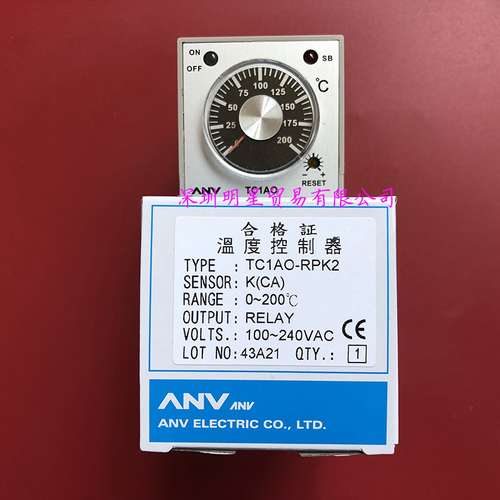 ON
SB
OFF
75 100 125
50 150
25 175
200
℃
ANV TC1AO
RESET
深圳明星贸易有限公司
合格証
溫度控制器
TYPE : TC1AO-RPK2
SENSOR: K(CA)
RANGE : 0~200℃
OUTPUT: RELAY
VOLTS.: 100~240VAC CE
LOT NO: 43A21 QTY.: 1
ANV ANV
ANV ELECTRIC CO., LTD.